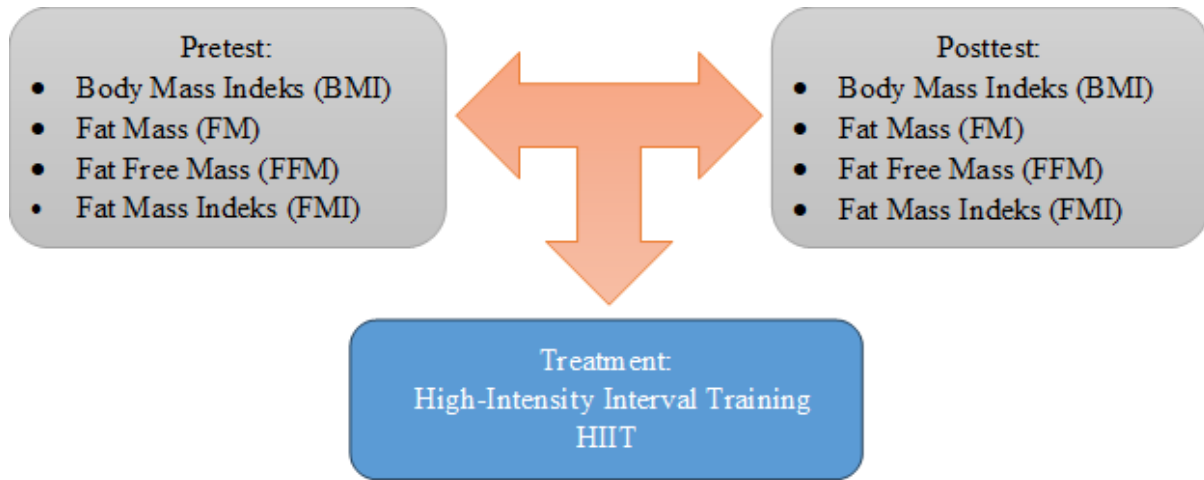 Pretest:
• Body Mass Indeks (BMI)
• Fat Mass (FM)
• Fat Free Mass (FFM)
• Fat Mass Indeks (FMI)
Posttest:
• Body Mass Indeks (BMI)
• Fat Mass (FM)
• Fat Free Mass (FFM)
• Fat Mass Indeks (FMI)
Treatment:
High-Intensity Interval Training
HIIT